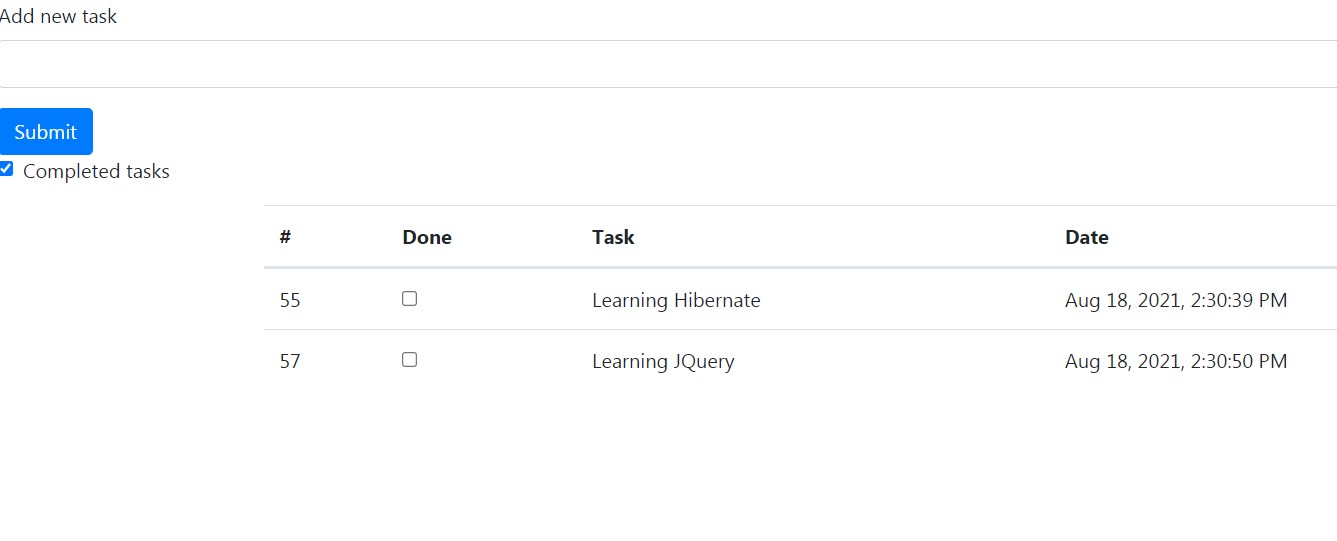 Add new task
Submit
Completed tasks
# Done Task Date
55 Learning Hibernate Aug 18, 2021, 2:30:39 PM
57 Learning JQuery Aug 18, 2021, 2:30:50 PM